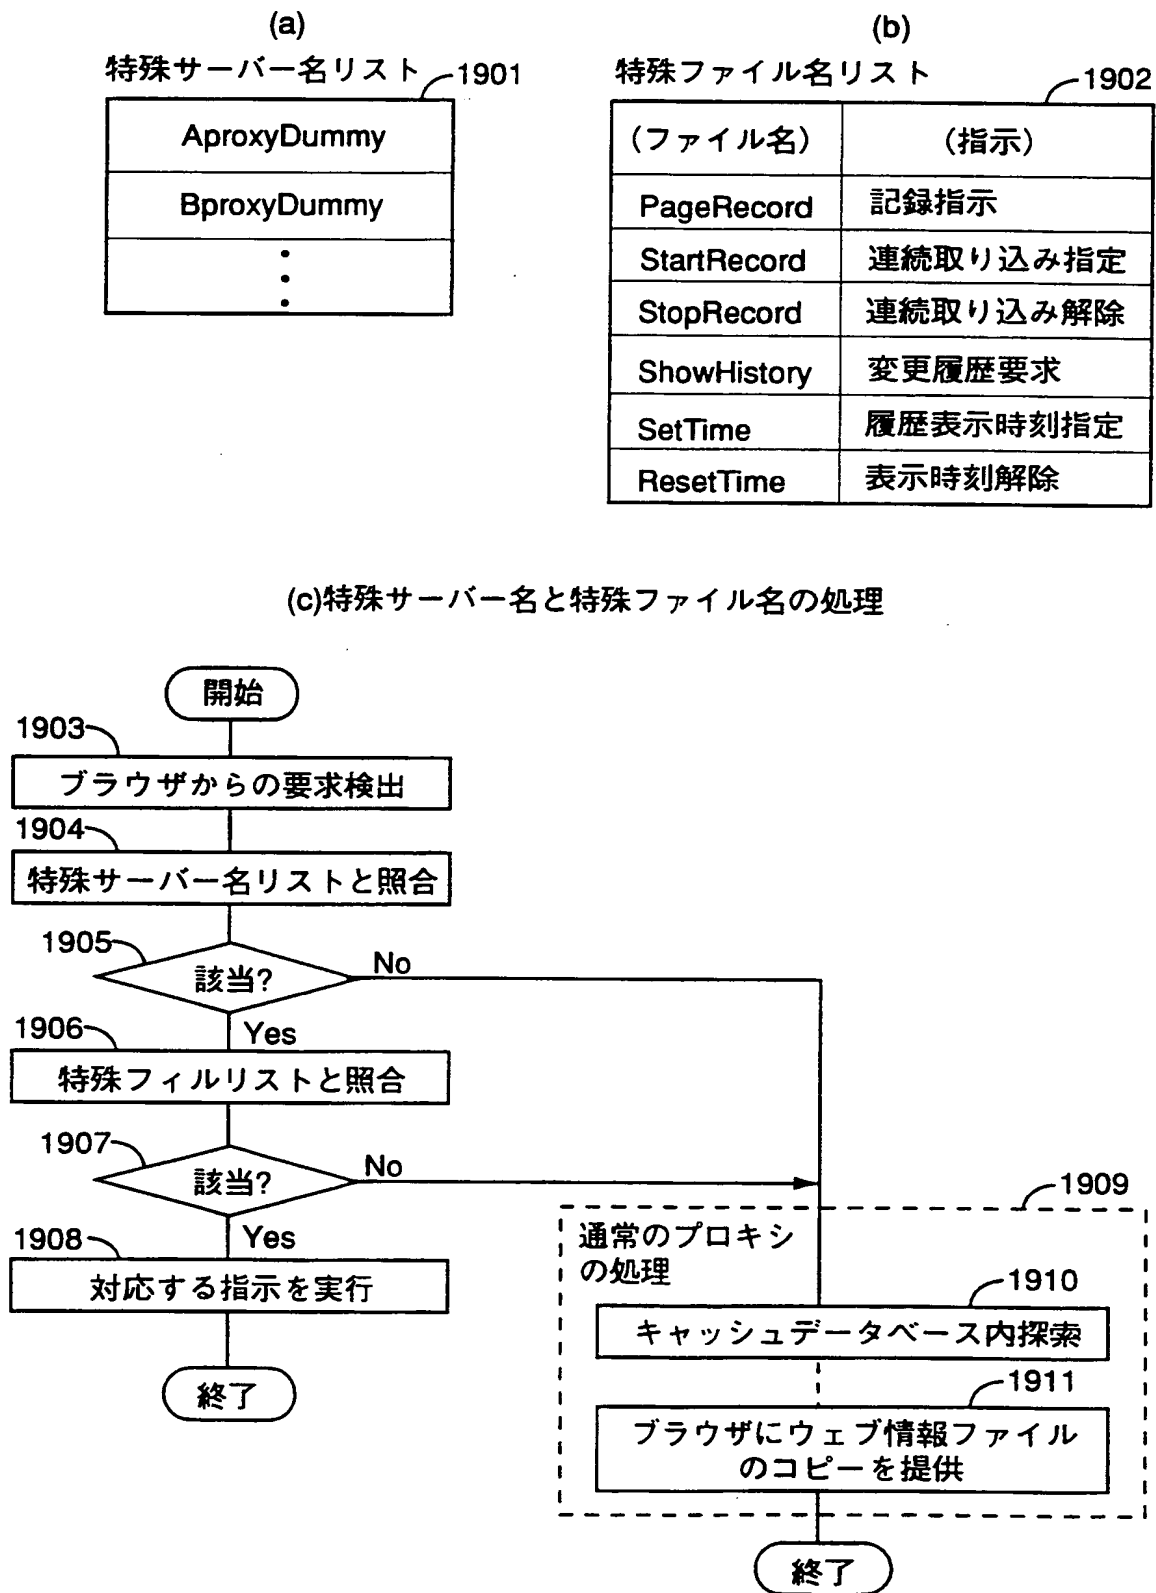 (a)
特殊サーバー名リスト
1901
AproxyDummy
BproxyDummy
(b)
特殊ファイル名リスト
1902
(ファイル名) (指示)
PageRecord 記録指示
StartRecord 連続取り込み指定
StopRecord 連続取り込み解除
ShowHistory 変更履歴要求
SetTime 履歴表示時刻指定
ResetTime 表示時刻解除
(c)特殊サーバー名と特殊ファイル名の処理
開始
1903
ブラウザからの要求検出
1904
特殊サーバー名リストと照合
1905
該当?
No
Yes
1906
特殊フィルリストと照合
1907
該当?
No
Yes
1908
対応する指示を実行
終了
1909
通常のプロキシ
の処理
1910
キャッシュデータベース内探索
1911
ブラウザにウェブ情報ファイル
のコピーを提供
終了